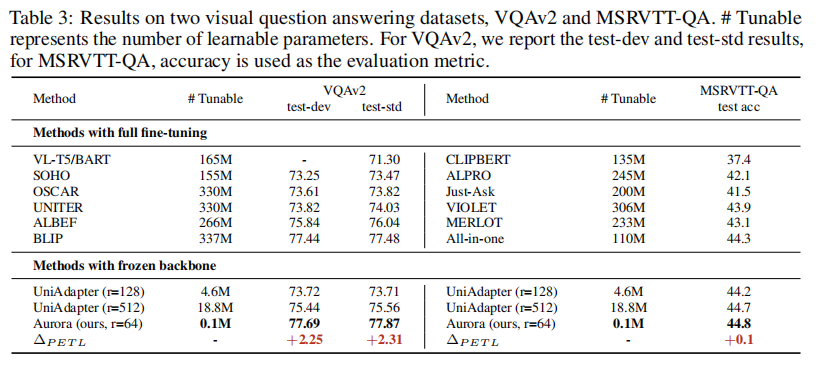 Table 3: Results on two visual question answering datasets, VQAv2 and MSRVTT-QA. # Tunable
represents the number of learnable parameters. For VQAv2, we report the test-dev and test-std results,
for MSRVTT-QA, accuracy is used as the evaluation metric.
Method # Tunable VQAv2 Method # Tunable MSRVTT-QA
test-dev test-std test acc
Methods with full fine-tuning
VL-T5/BART 165M - 71.30 CLIPBERT 135M 37.4
SOHO 155M 73.25 73.47 ALPRO 245M 42.1
OSCAR 330M 73.61 73.82 Just-Ask 200M 41.5
UNITER 330M 73.82 74.03 VIOLET 306M 43.9
ALBEF 266M 75.84 76.04 MERLOT 233M 43.1
BLIP 337M 77.44 77.48 All-in-one 110M 44.3
Methods with frozen backbone
UniAdapter (r=128) 4.6M 73.72 73.71 UniAdapter (r=128) 4.6M 44.2
UniAdapter (r=512) 18.8M 75.44 75.56 UniAdapter (r=512) 18.8M 44.7
Aurora (ours, r=64) 0.1M 77.69 77.87 Aurora (ours, r=64) 0.1M 44.8
Δ_PETL - +2.25 +2.31 Δ_PETL - +0.1